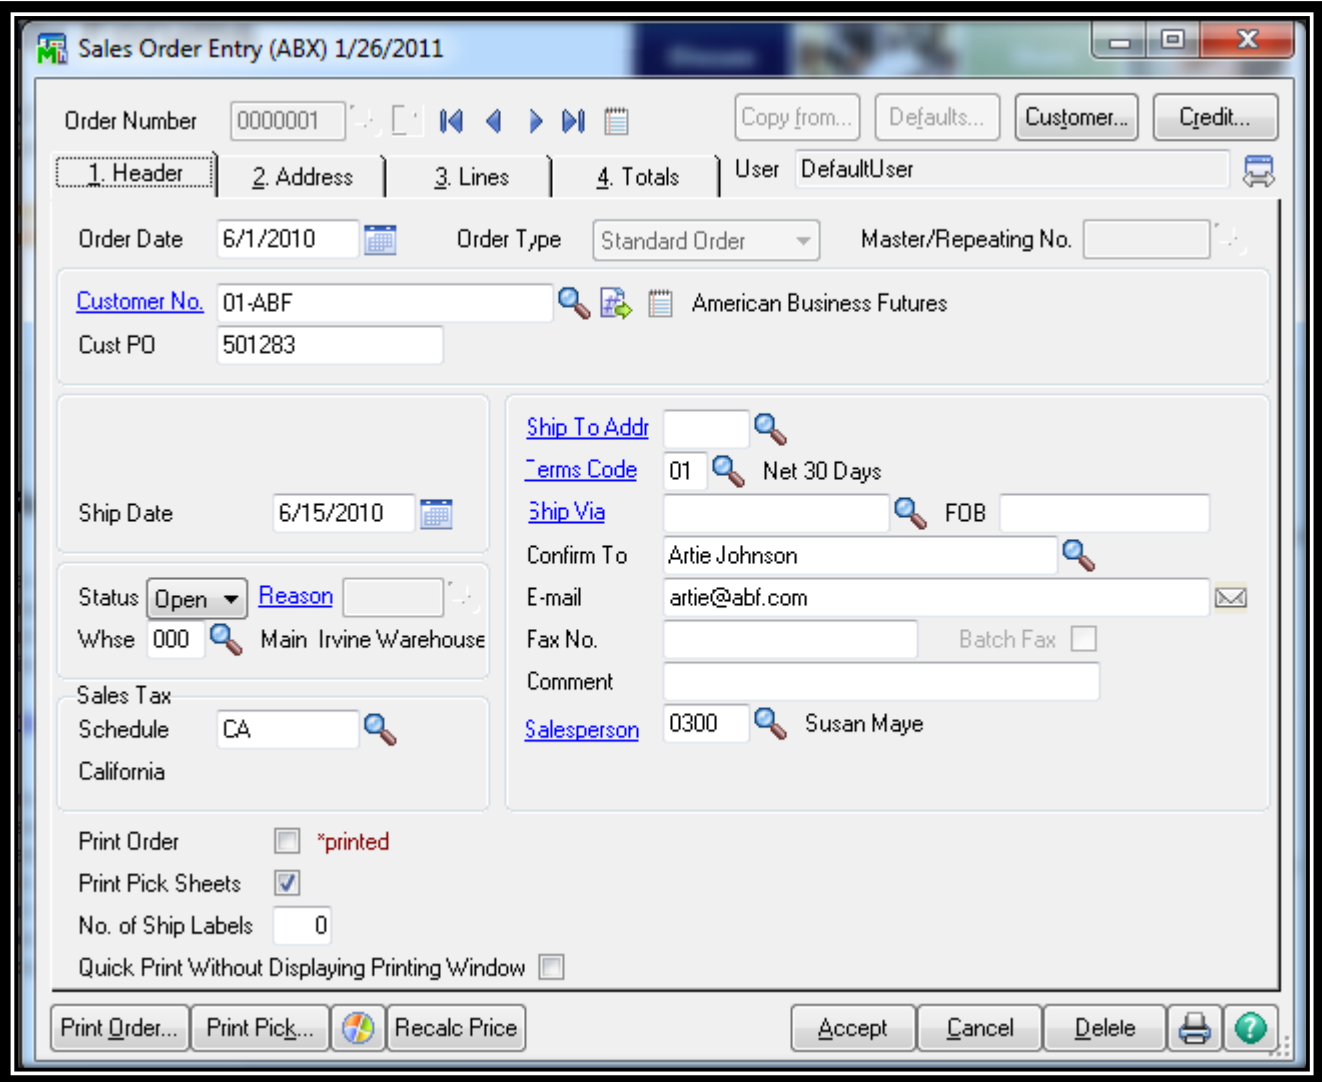 Sales Order Entry (ABX) 1/26/2011
Order Number 0000001 Copy from... Defaults... Customer... Credit...
1. Header 2. Address 3. Lines 4. Totals User DefaultUser
Order Date 6/1/2010 Order Type Standard Order Master/Repeating No.
Customer No. 01-ABF American Business Futures
Cust PO 501283
Ship To Addr
Terms Code 01 Net 30 Days
Ship Date 6/15/2010 Ship Via FOB
Confirm To Artie Johnson
Status Open Reason E-mail artie@abf.com
Whse 000 Main Irvine Warehouse Fax No. Batch Fax
Sales Tax Comment
Schedule CA Salesperson 0300 Susan Maye
California
Print Order *printed
Print Pick Sheets
No. of Ship Labels 0
Quick Print Without Displaying Printing Window
Print Order... Print Pick... Recalc Price Accept Cancel Delete